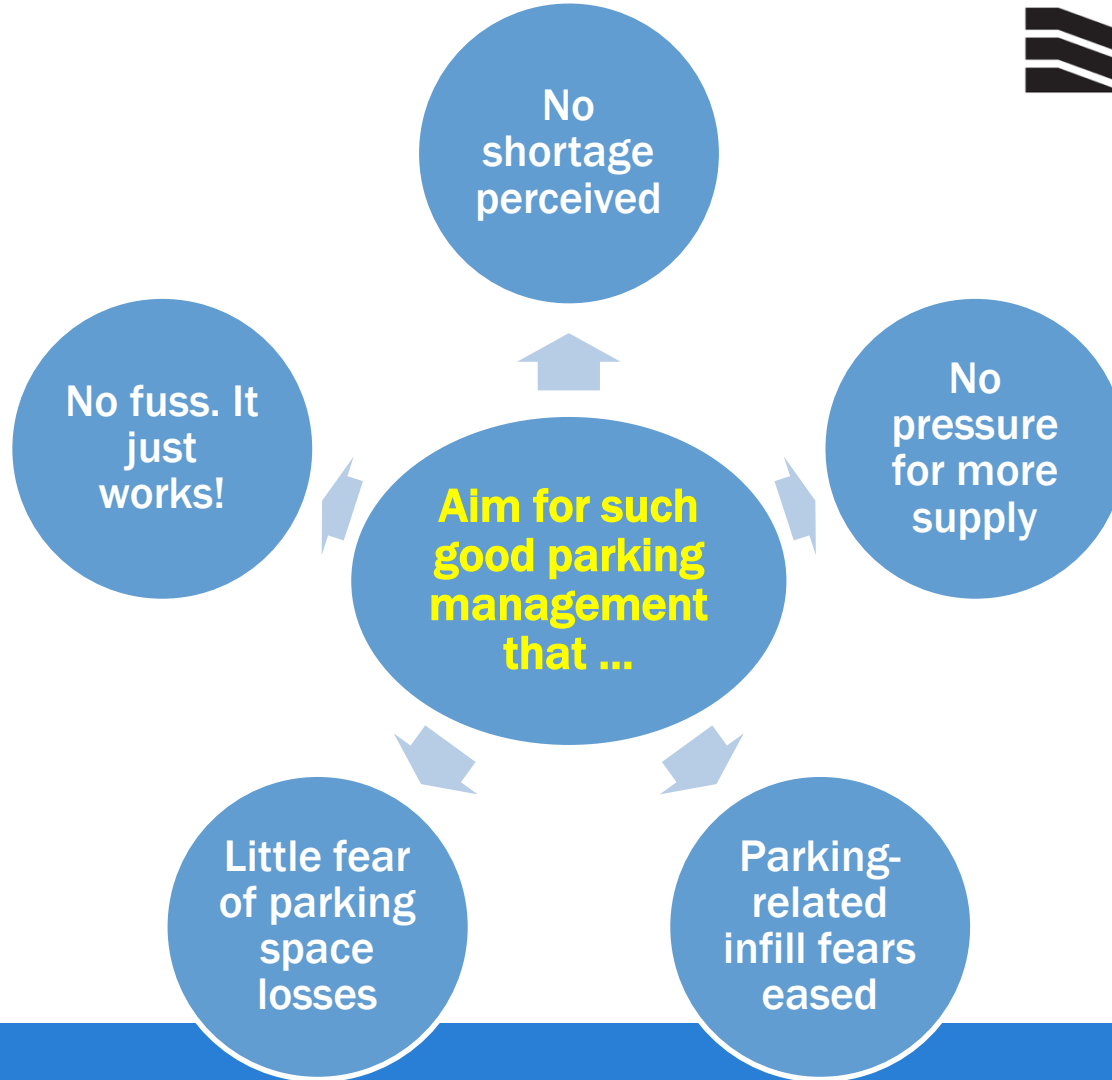 No
shortage
perceived
No fuss. It
just
works!
No
pressure
for more
supply
Aim for such
good parking
management
that ...
Little fear
of parking
space
losses
Parking-
related
infill fears
eased